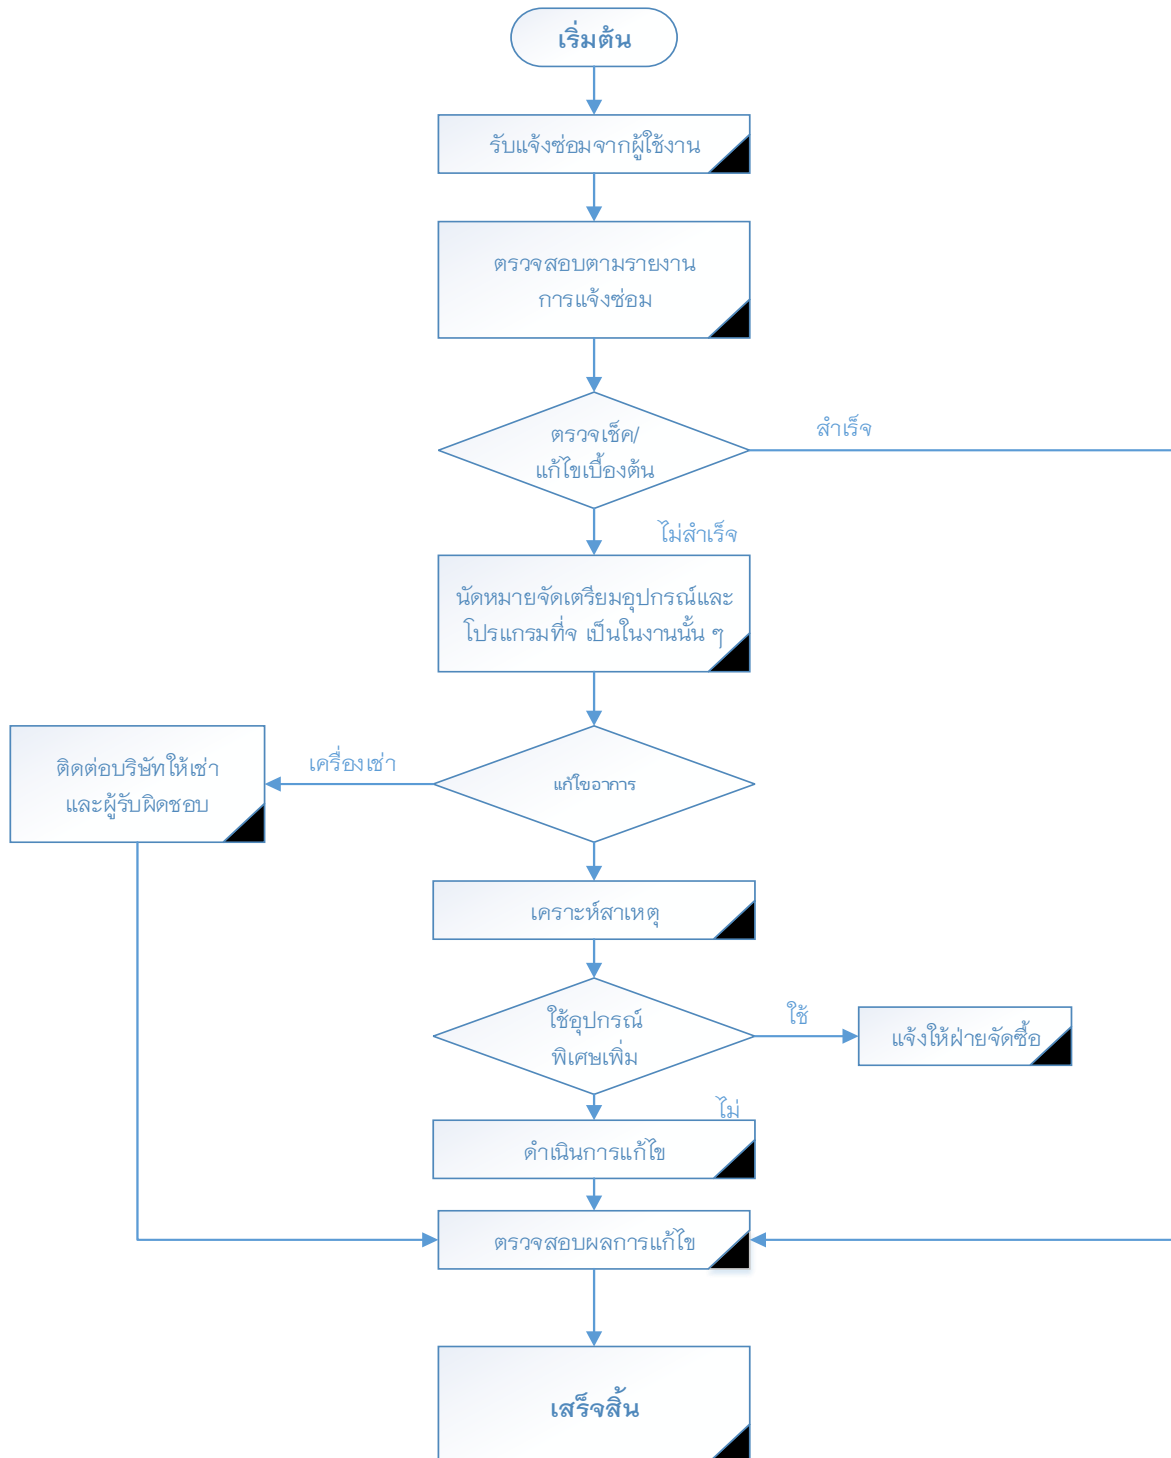 เริ่มต้น
รับแจ้งซ่อมจากผู้ใช้งาน
ตรวจสอบตามรายงาน
การแจ้งซ่อม
ตรวจเช็ค/
แก้ไขเบื้องต้น
สำเร็จ
ไม่สำเร็จ
นัดหมายจัดเตรียมอุปกรณ์และ
โปรแกรมที่จ เป็นในงานนั้น ๆ
ติดต่อบริษัทให้เช่า
และผู้รับผิดชอบ
เครื่องเช่า
แก้ไขอาการ
เคราะห์สาเหตุ
ใช้อุปกรณ์
พิเศษเพิ่ม
ใช้
แจ้งให้ฝ่ายจัดซื้อ
ไม่
ดำเนินการแก้ไข
ตรวจสอบผลการแก้ไข
เสร็จสิ้น